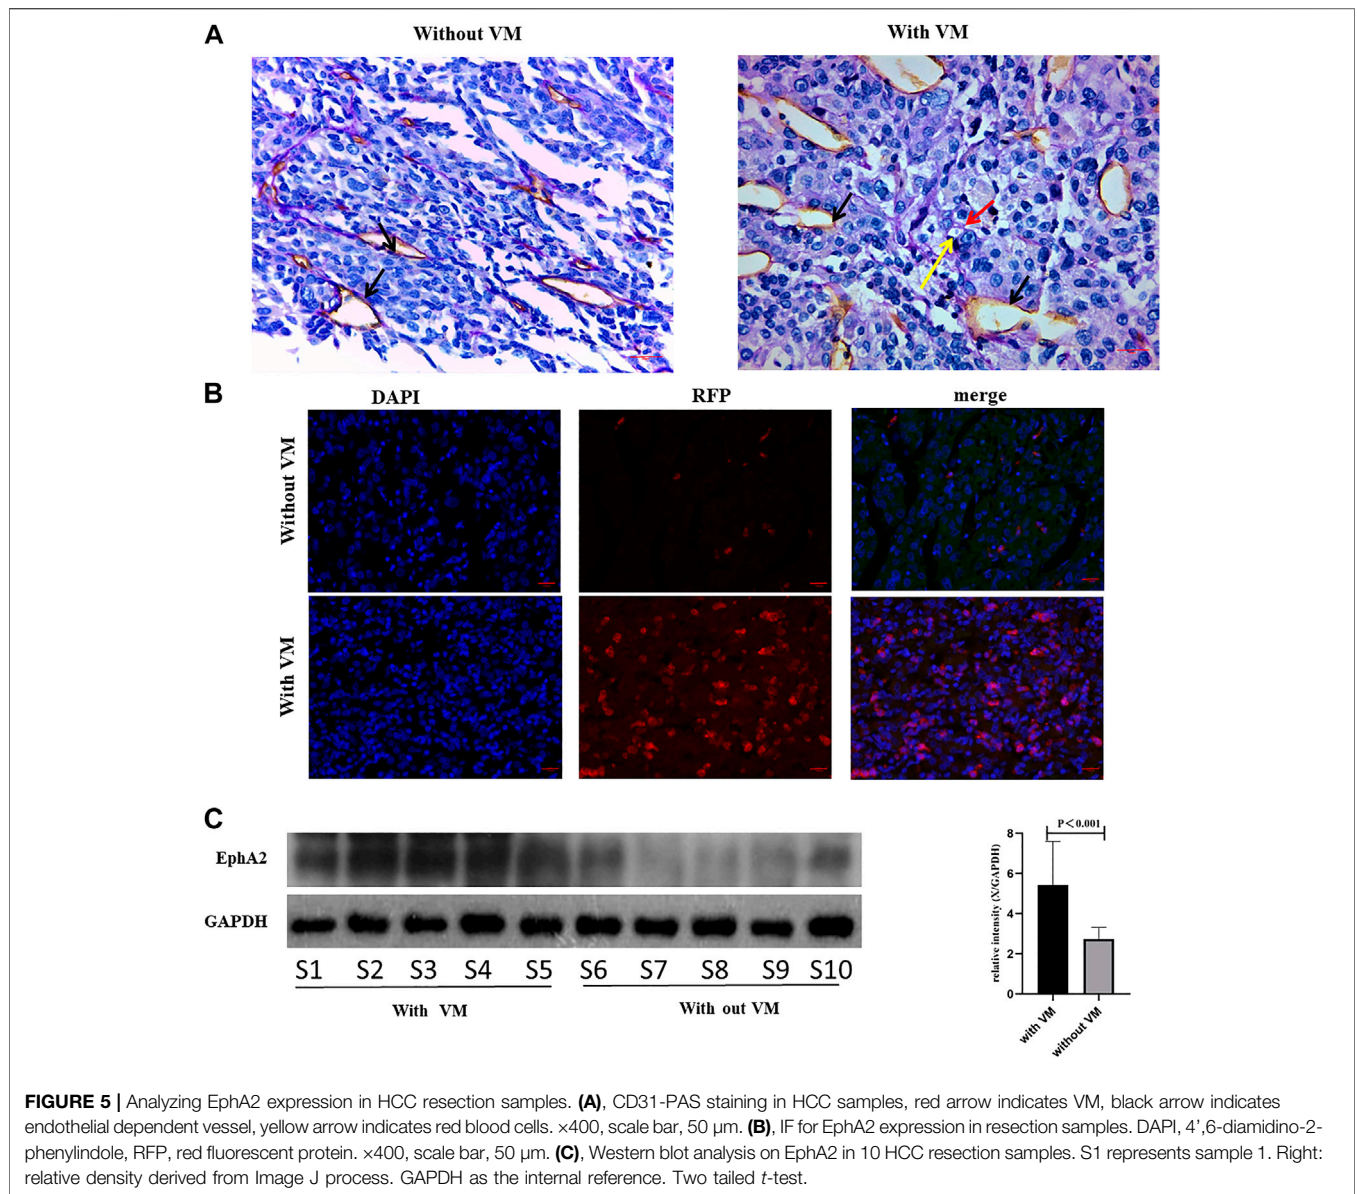 A
Without VM
With VM
B
DAPI
RFP
merge
Without VM
With VM
C
EphA2
GAPDH
S1 S2 S3 S4 S5 S6 S7 S8 S9 S10
With VM
With out VM
P<0.001
relative intensity (X/GAPDH)
8
6
4
2
0
with VM
without VM
FIGURE 5 | Analyzing EphA2 expression in HCC resection samples. (A), CD31-PAS staining in HCC samples, red arrow indicates VM, black arrow indicates
endothelial dependent vessel, yellow arrow indicates red blood cells. ×400, scale bar, 50 μm. (B), IF for EphA2 expression in resection samples. DAPI, 4',6-diamidino-2-
phenylindole, RFP, red fluorescent protein. ×400, scale bar, 50 μm. (C), Western blot analysis on EphA2 in 10 HCC resection samples. S1 represents sample 1. Right:
relative density derived from Image J process. GAPDH as the internal reference. Two tailed t-test.